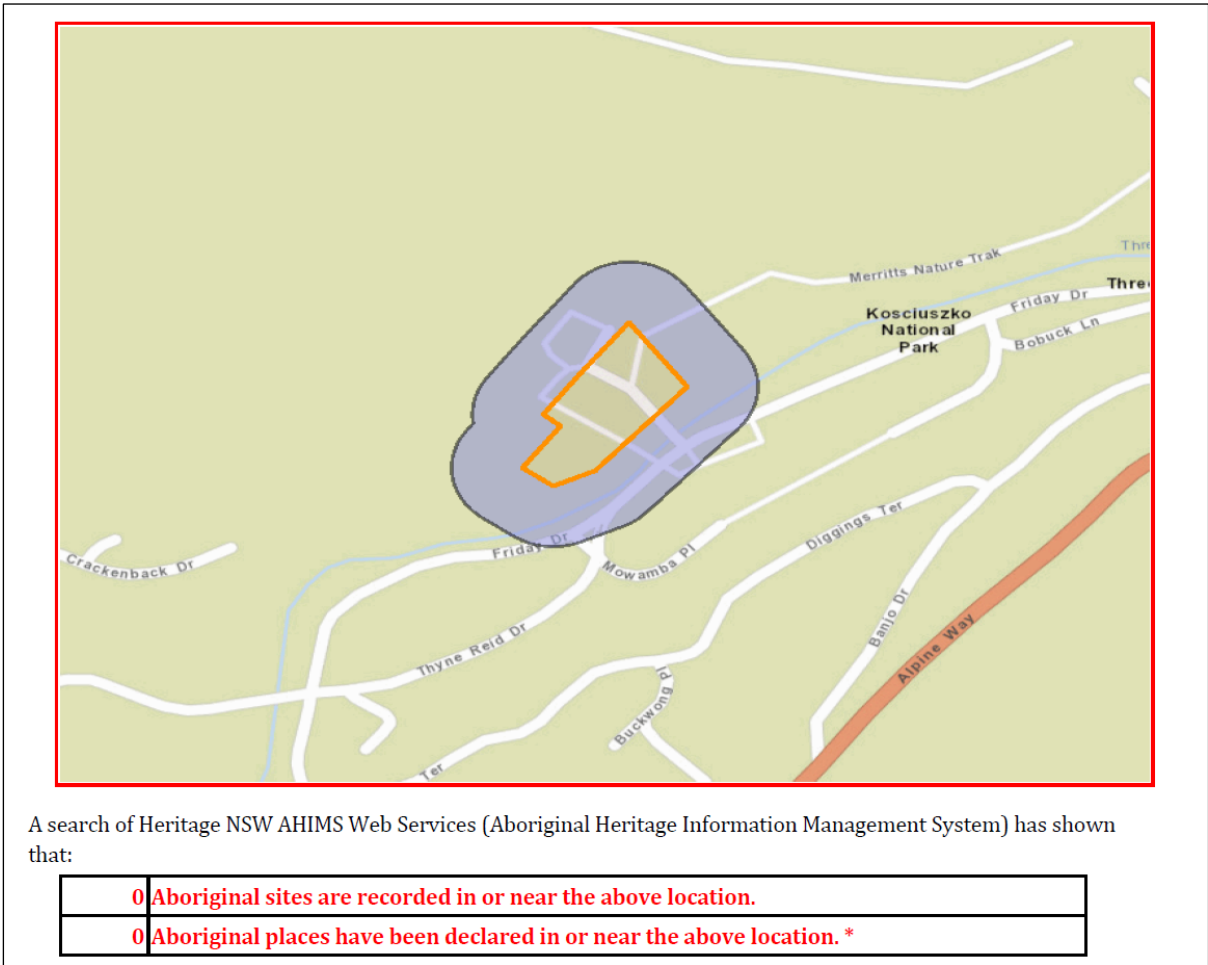 Merritts Nature Trak
Thre
Three
Friday Dr
Kosciuszko
National
Park
Bobuck Ln
Crackenback Dr
Friday Dr
Mowamba Pl
Diggings Ter
Thyne Reid Dr
Banjo Dr
Alpine Way
Buckwong Pl
Ter
A search of Heritage NSW AHIMS Web Services (Aboriginal Heritage Information Management System) has shown
that:
0 Aboriginal sites are recorded in or near the above location.
0 Aboriginal places have been declared in or near the above location. *